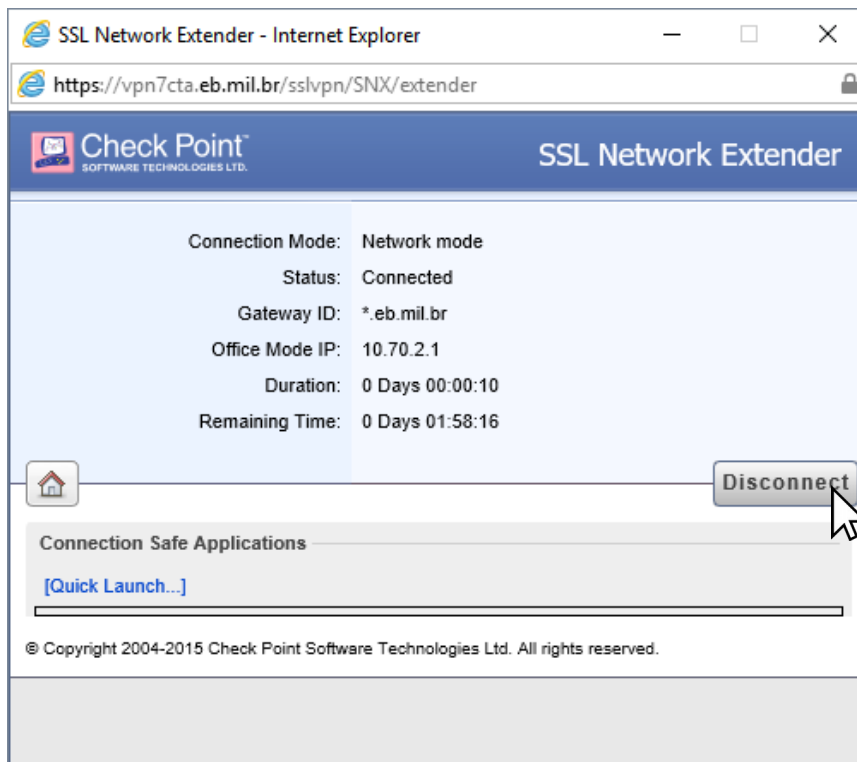 SSL Network Extender - Internet Explorer
https://vpn7cta.eb.mil.br/sslvpn/SNX/extender
Check Point™
SOFTWARE TECHNOLOGIES LTD.
SSL Network Extender
Connection Mode: Network mode
Status: Connected
Gateway ID: *.eb.mil.br
Office Mode IP: 10.70.2.1
Duration: 0 Days 00:00:10
Remaining Time: 0 Days 01:58:16
Disconnect
Connection Safe Applications
[Quick Launch...]
© Copyright 2004-2015 Check Point Software Technologies Ltd. All rights reserved.